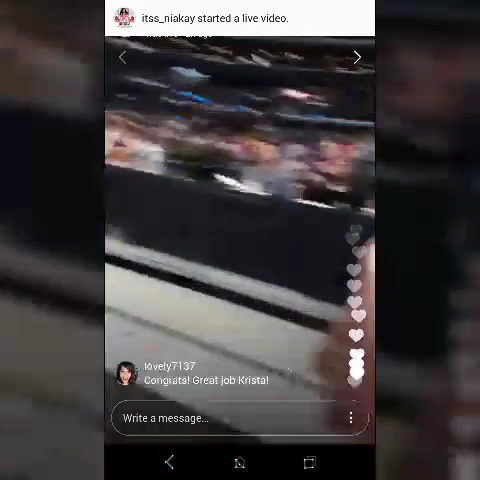 itss_niakay started a live video.
lovely7137
Congrats! Great job Krista!
Write a message...